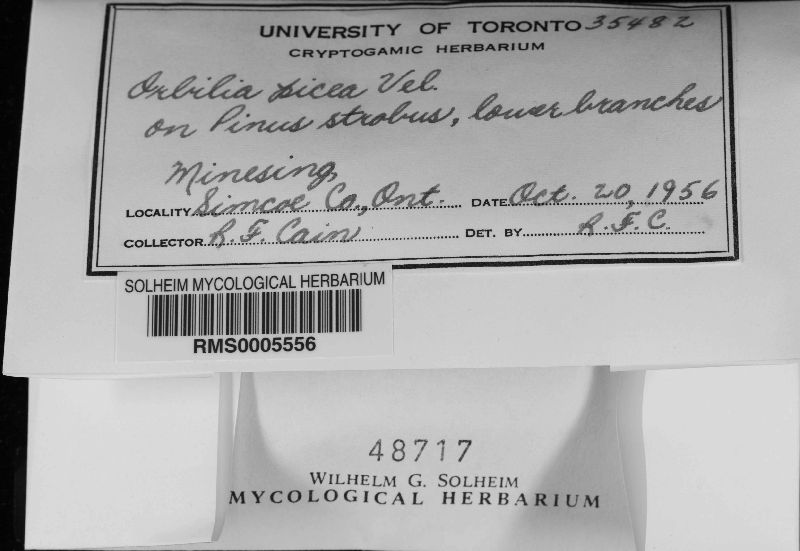 UNIVERSITY OF TORONTO 35482
CRYPTOGAMIC HERBARIUM
Orbilia picea Vel.
on Pinus strobus, lower branches
Minesing,
LOCALITY Simcoe Co., Ont. DATE Oct. 20, 1956
COLLECTOR R. F. Cain DET. BY R. F. C.
SOLHEIM MYCOLOGICAL HERBARIUM
RMS0005556
48717
WILHELM G. SOLHEIM
MYCOLOGICAL HERBARIUM